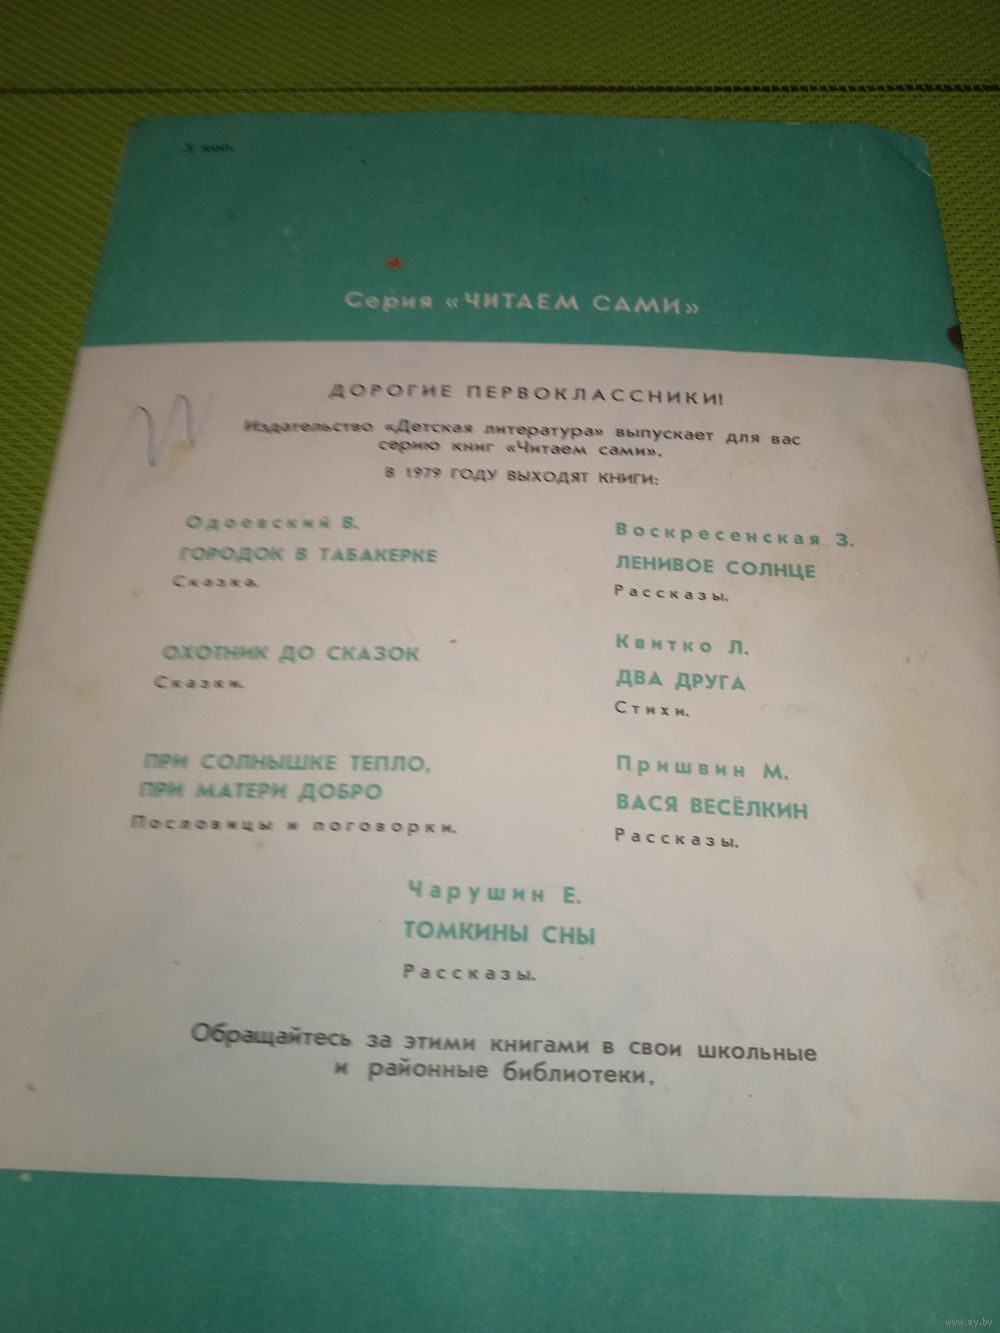 5 коп.
Серия «ЧИТАЕМ САМИ»
ДОРОГИЕ ПЕРВОКЛАССНИКИ!
Издательство «Детская литература» выпускает для вас
серию книг «Читаем сами».
В 1979 ГОДУ ВЫХОДЯТ КНИГИ:
Одоевский В.
ГОРОДОК В ТАБАКЕРКЕ
Сказка.
ОХОТНИК ДО СКАЗОК
Сказки.
ПРИ СОЛНЫШКЕ ТЕПЛО,
ПРИ МАТЕРИ ДОБРО
Пословицы и поговорки.
Воскресенская З.
ЛЕНИВОЕ СОЛНЦЕ
Рассказы.
Квитко Л.
ДВА ДРУГА
Стихи.
Пришвин М.
ВАСЯ ВЕСЁЛКИН
Рассказы.
Чарушин Е.
ТОМКИНЫ СНЫ
Рассказы.
Обращайтесь за этими книгами в свои школьные
и районные библиотеки.
www.ay.by